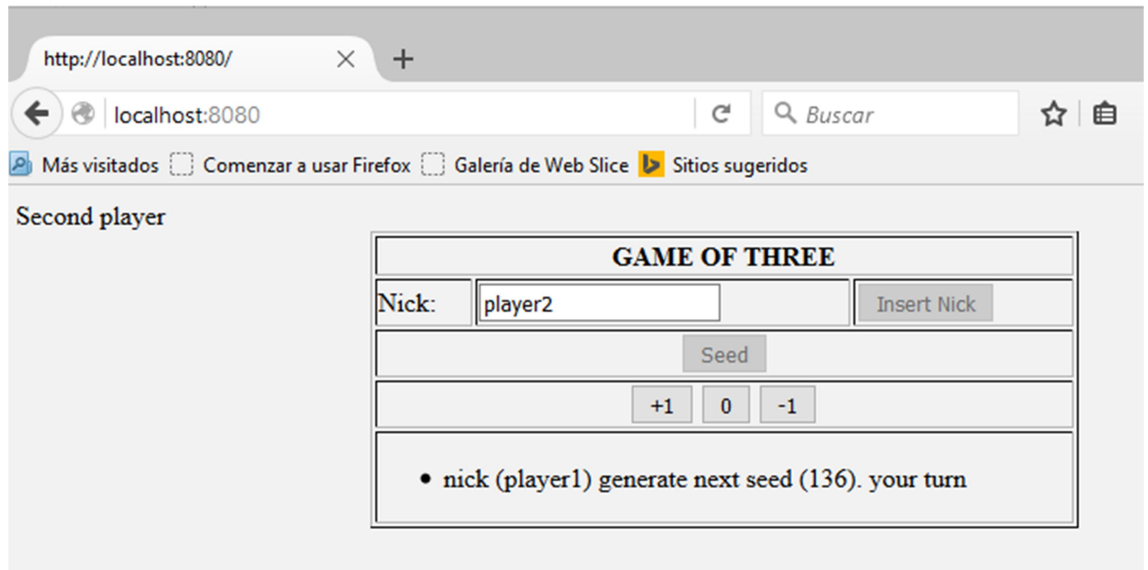 http://localhost:8080/
localhost:8080
Buscar
Más visitados Comenzar a usar Firefox Galería de Web Slice Sitios sugeridos
Second player
GAME OF THREE
Nick: player2 Insert Nick
Seed
+1 0 -1
• nick (player1) generate next seed (136). your turn